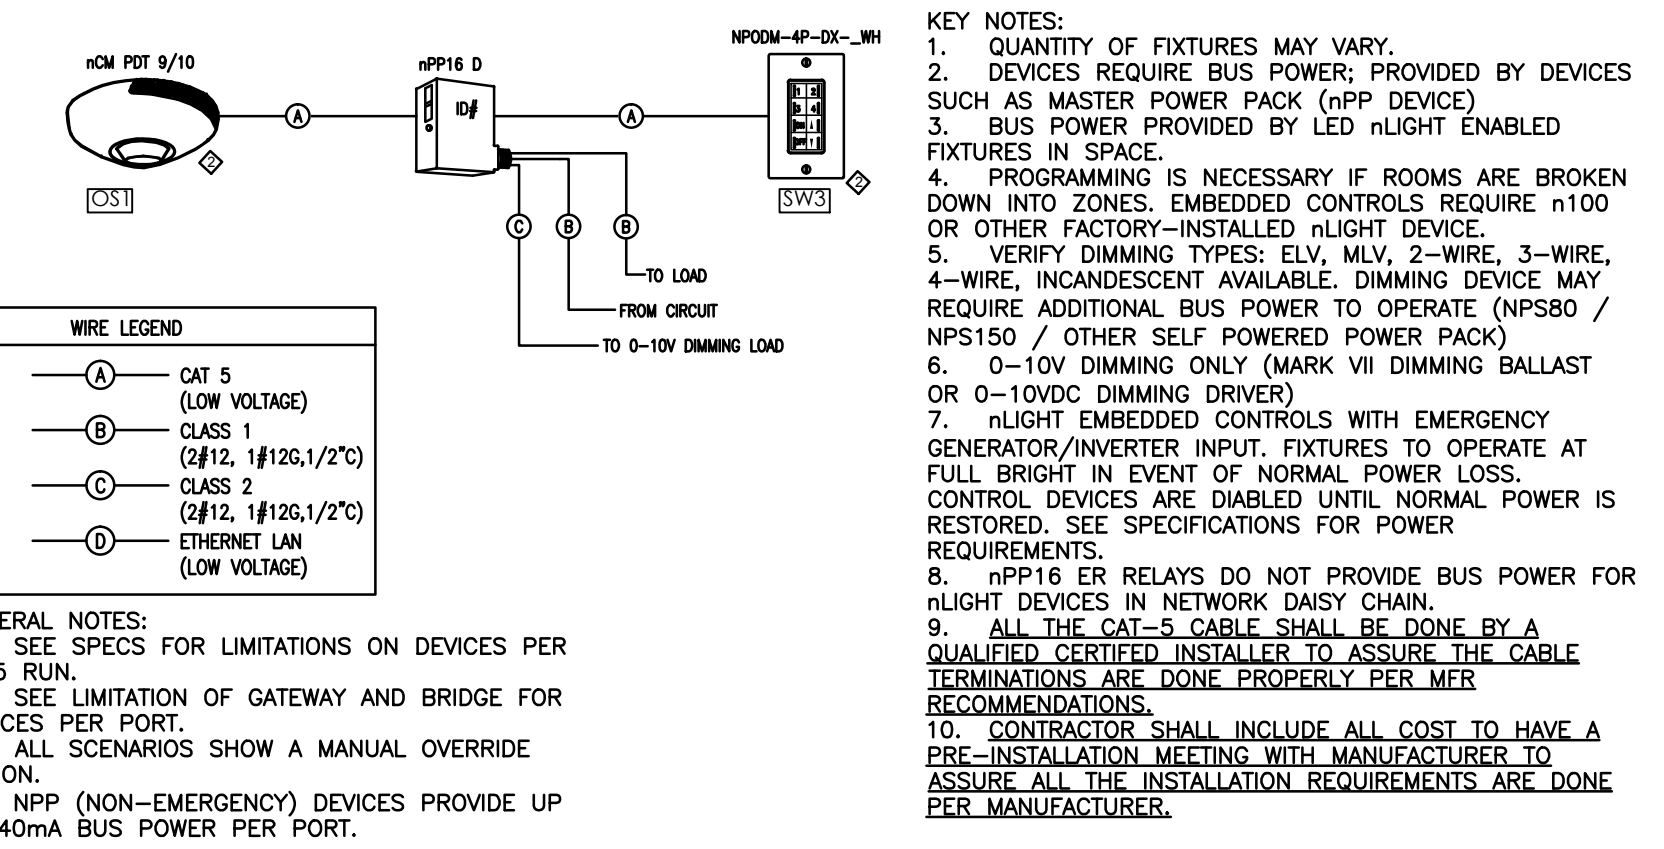 nCM PDT 9/10
2
OS1
A
nPP16 D
ID#
A
NPODM-4P-DX-_WH
1 2
3 4
ON
OFF
2
SW3
C B B
TO LOAD
FROM CIRCUIT
TO 0-10V DIMMING LOAD
WIRE LEGEND
A CAT 5
(LOW VOLTAGE)
B CLASS 1
(2#12, 1#12G,1/2"C)
C CLASS 2
(2#12, 1#12G,1/2"C)
D ETHERNET LAN
(LOW VOLTAGE)
ERAL NOTES:
SEE SPECS FOR LIMITATIONS ON DEVICES PER
5 RUN.
SEE LIMITATION OF GATEWAY AND BRIDGE FOR
CES PER PORT.
ALL SCENARIOS SHOW A MANUAL OVERRIDE
ON.
NPP (NON-EMERGENCY) DEVICES PROVIDE UP
40mA BUS POWER PER PORT.
KEY NOTES:
1. QUANTITY OF FIXTURES MAY VARY.
2. DEVICES REQUIRE BUS POWER; PROVIDED BY DEVICES
SUCH AS MASTER POWER PACK (nPP DEVICE)
3. BUS POWER PROVIDED BY LED nLIGHT ENABLED
FIXTURES IN SPACE.
4. PROGRAMMING IS NECESSARY IF ROOMS ARE BROKEN
DOWN INTO ZONES. EMBEDDED CONTROLS REQUIRE n100
OR OTHER FACTORY-INSTALLED nLIGHT DEVICE.
5. VERIFY DIMMING TYPES: ELV, MLV, 2-WIRE, 3-WIRE,
4-WIRE, INCANDESCENT AVAILABLE. DIMMING DEVICE MAY
REQUIRE ADDITIONAL BUS POWER TO OPERATE (NPS80 /
NPS150 / OTHER SELF POWERED POWER PACK)
6. 0-10V DIMMING ONLY (MARK VII DIMMING BALLAST
OR 0-10VDC DIMMING DRIVER)
7. nLIGHT EMBEDDED CONTROLS WITH EMERGENCY
GENERATOR/INVERTER INPUT. FIXTURES TO OPERATE AT
FULL BRIGHT IN EVENT OF NORMAL POWER LOSS.
CONTROL DEVICES ARE DIABLED UNTIL NORMAL POWER IS
RESTORED. SEE SPECIFICATIONS FOR POWER
REQUIREMENTS.
8. nPP16 ER RELAYS DO NOT PROVIDE BUS POWER FOR
nLIGHT DEVICES IN NETWORK DAISY CHAIN.
9. ALL THE CAT-5 CABLE SHALL BE DONE BY A
QUALIFIED CERTIFED INSTALLER TO ASSURE THE CABLE
TERMINATIONS ARE DONE PROPERLY PER MFR
RECOMMENDATIONS.
10. CONTRACTOR SHALL INCLUDE ALL COST TO HAVE A
PRE-INSTALLATION MEETING WITH MANUFACTURER TO
ASSURE ALL THE INSTALLATION REQUIREMENTS ARE DONE
PER MANUFACTURER.